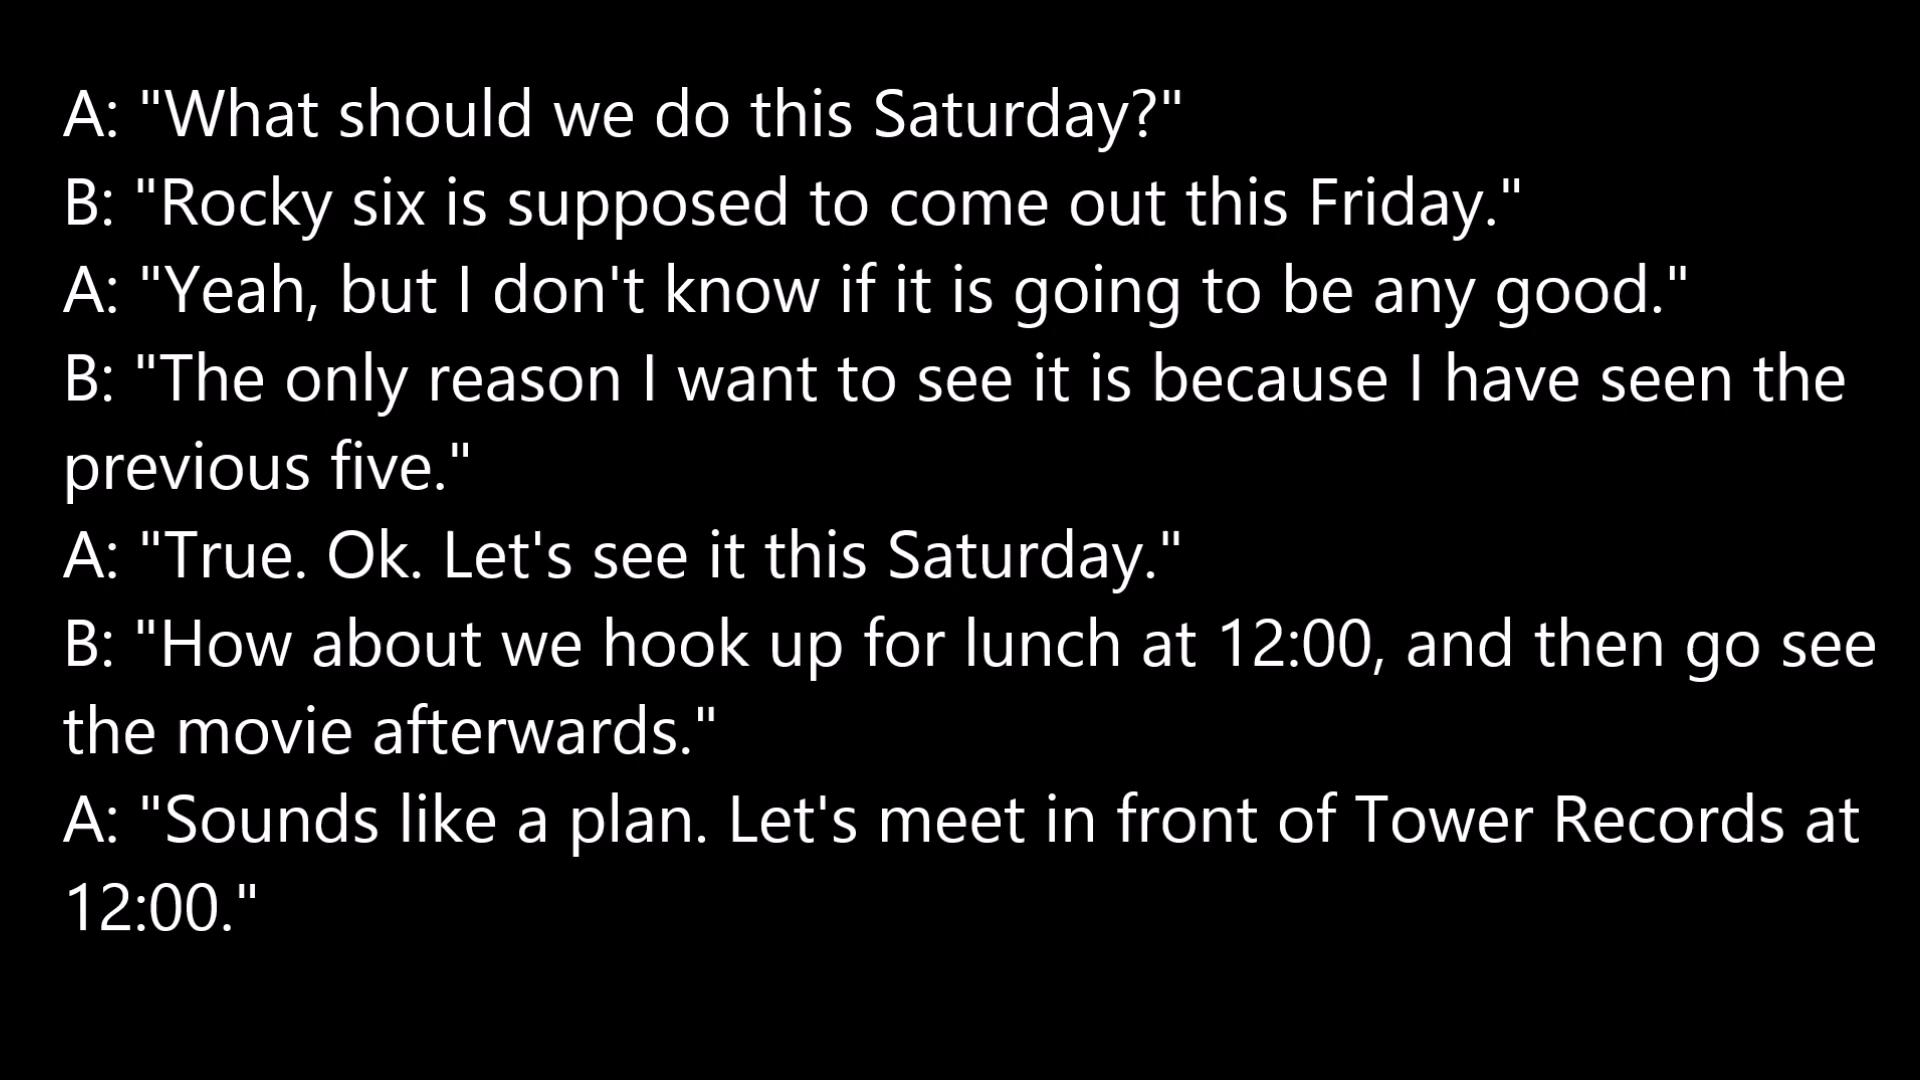 A: "What should we do this Saturday?"
B: "Rocky six is supposed to come out this Friday."
A: "Yeah, but I don't know if it is going to be any good."
B: "The only reason I want to see it is because I have seen the
previous five."
A: "True. Ok. Let's see it this Saturday."
B: "How about we hook up for lunch at 12:00, and then go see
the movie afterwards."
A: "Sounds like a plan. Let's meet in front of Tower Records at
12:00."